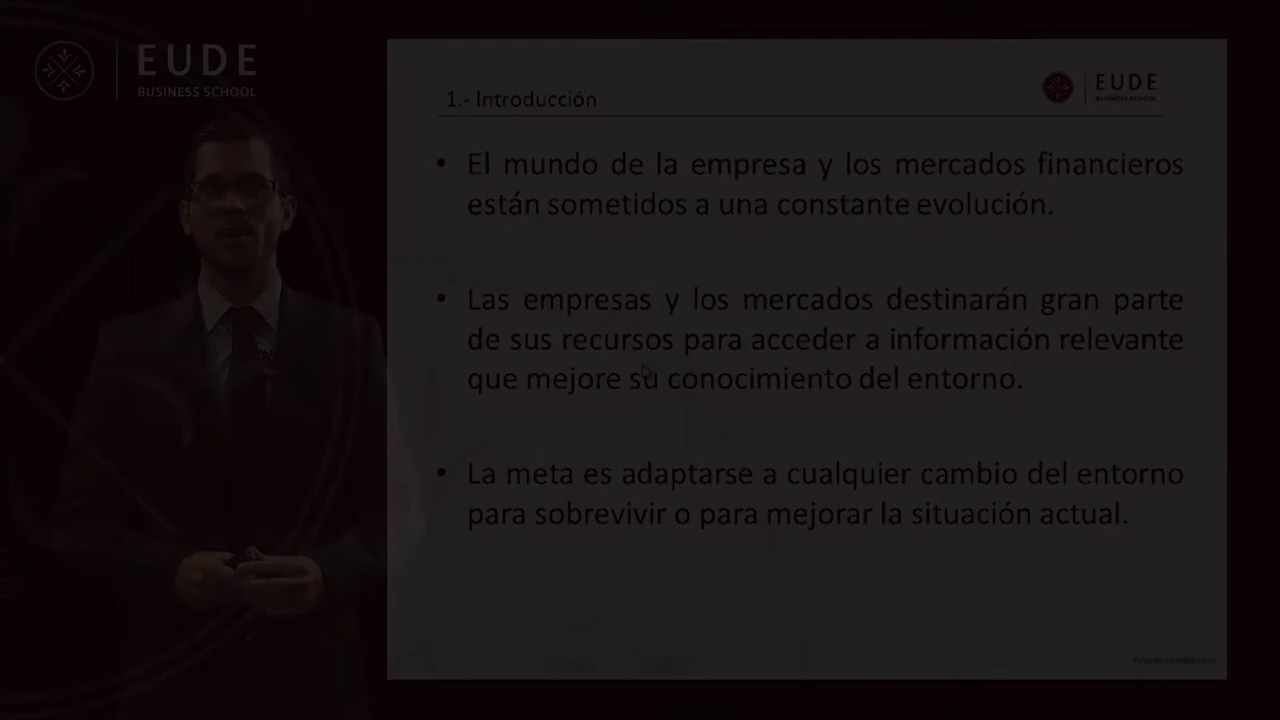 EUDE
BUSINESS SCHOOL
1.- Introducción
EUDE
BUSINESS SCHOOL
• El mundo de la empresa y los mercados financieros
están sometidos a una constante evolución.
• Las empresas y los mercados destinarán gran parte
de sus recursos para acceder a información relevante
que mejore su conocimiento del entorno.
• La meta es adaptarse a cualquier cambio del entorno
para sobrevivir o para mejorar la situación actual.